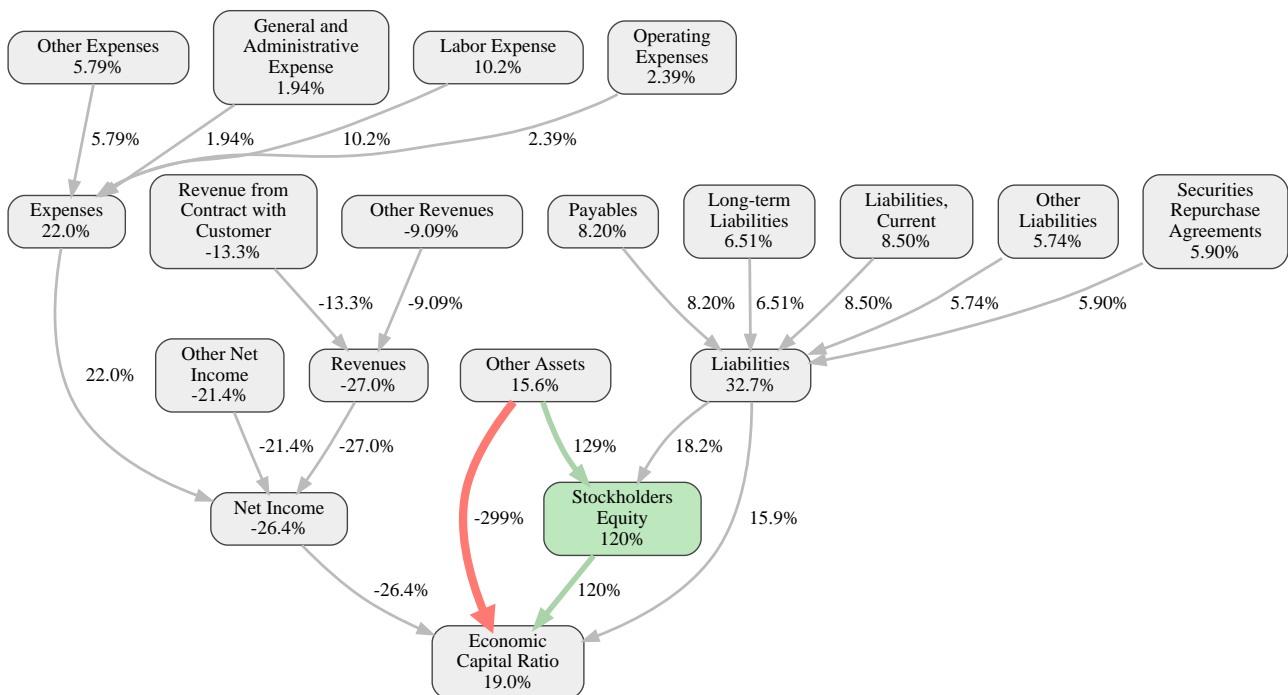 Other Expenses
5.79%
General and
Administrative
Expense
1.94%
Labor Expense
10.2%
Operating
Expenses
2.39%
5.79%
1.94%
10.2%
2.39%
Expenses
22.0%
Revenue from
Contract with
Customer
-13.3%
Other Revenues
-9.09%
Payables
8.20%
Long-term
Liabilities
6.51%
Liabilities,
Current
8.50%
Other
Liabilities
5.74%
Securities
Repurchase
Agreements
5.90%
-13.3%
-9.09%
8.20%
6.51%
8.50%
5.74%
5.90%
22.0%
Other Net
Income
-21.4%
Revenues
-27.0%
Other Assets
15.6%
Liabilities
32.7%
-21.4%
-27.0%
129%
18.2%
Net Income
-26.4%
-299%
Stockholders
Equity
120%
15.9%
-26.4%
120%
Economic
Capital Ratio
19.0%